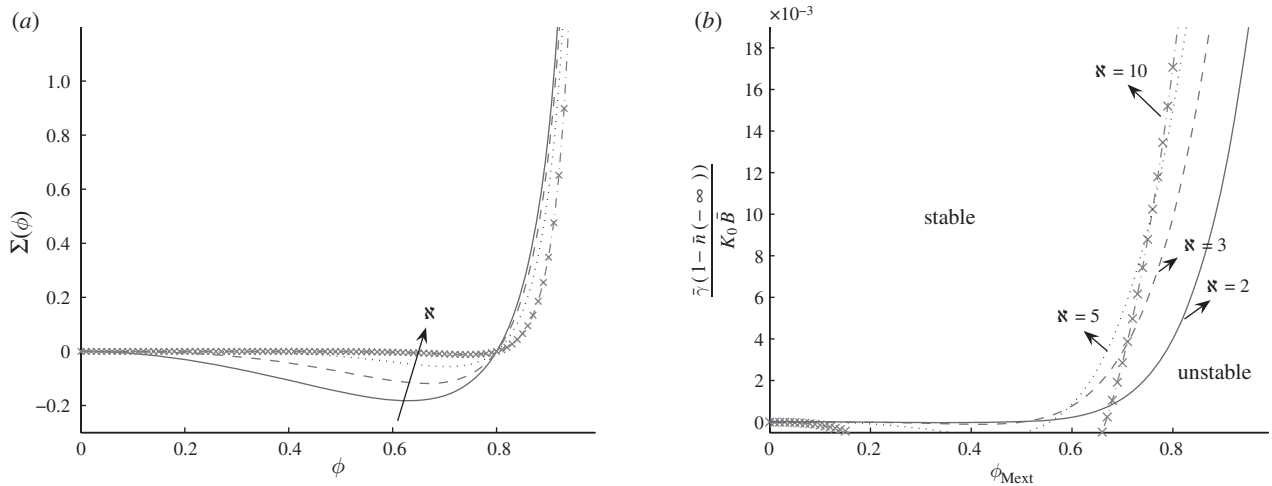 (a)
1.0
0.8
0.6
0.4
0.2
0
−0.2
Σ(ϕ)
ℵ
0
0.2
0.4
0.6
0.8
ϕ
(b)
×10⁻³
18
16
14
12
10
8
6
4
2
0
γ̄ (1− n̄ (− ∞ ))
K₀ B̄
stable
ℵ = 10
ℵ = 3
ℵ = 2
ℵ = 5
unstable
0
0.2
0.4
0.6
0.8
ϕMext